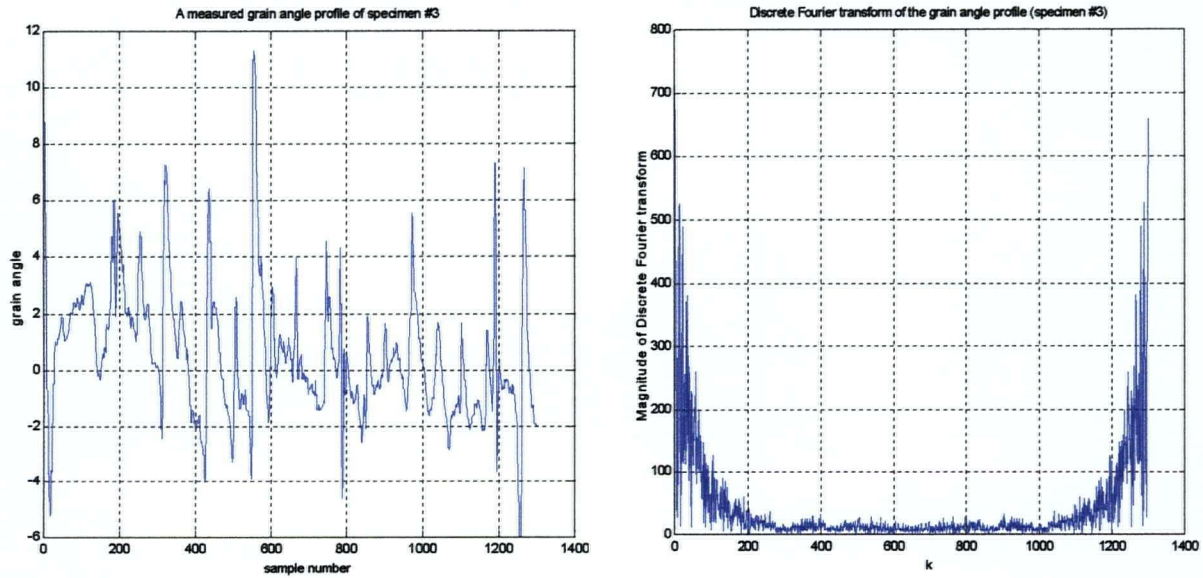 A measured grain angle profile of specimen #3
12
10
8
6
4
2
0
-2
-4
-6
grain angle
0 200 400 600 800 1000 1200 1400
sample number
Discrete Fourier transform of the grain angle profile (specimen #3)
800
700
600
500
400
300
200
100
0
Magnitude of Discrete Fourier transform
0 200 400 600 800 1000 1200 1400
k